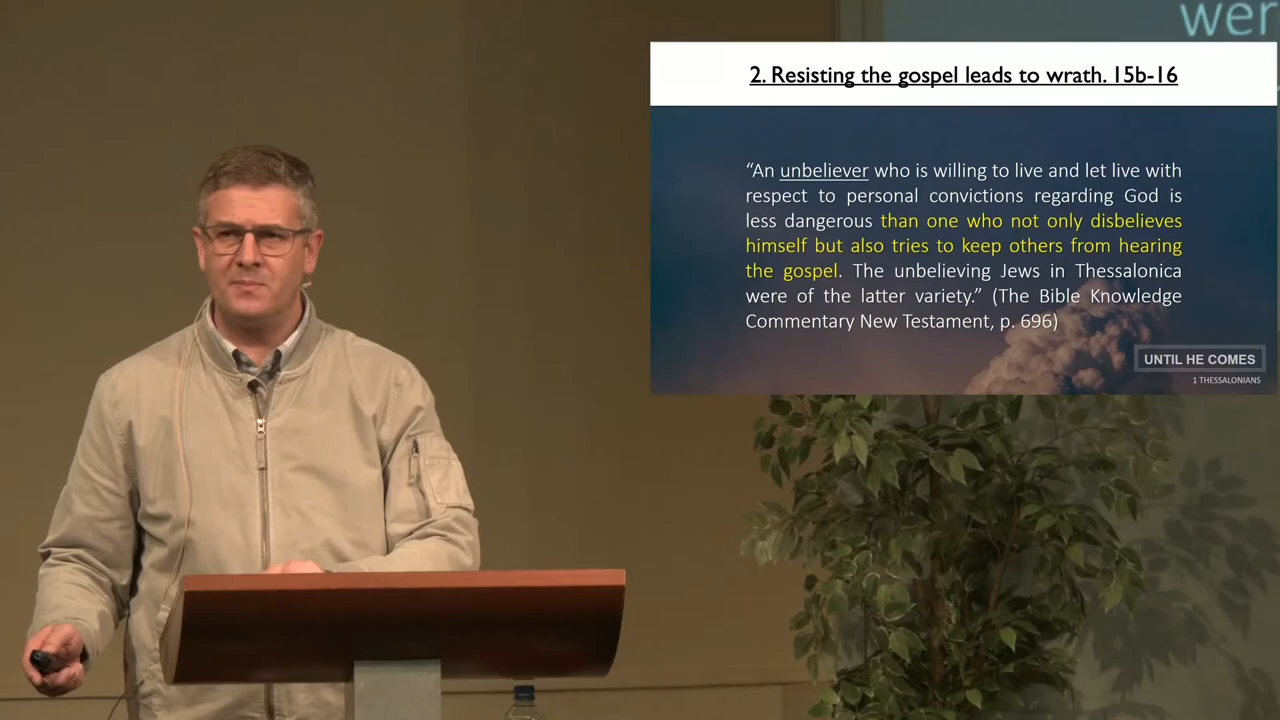 wer
2. Resisting the gospel leads to wrath. 15b-16
“An unbeliever who is willing to live and let live with
respect to personal convictions regarding God is
less dangerous than one who not only disbelieves
himself but also tries to keep others from hearing
the gospel. The unbelieving Jews in Thessalonica
were of the latter variety.” (The Bible Knowledge
Commentary New Testament, p. 696)
UNTIL HE COMES
1 THESSALONIANS